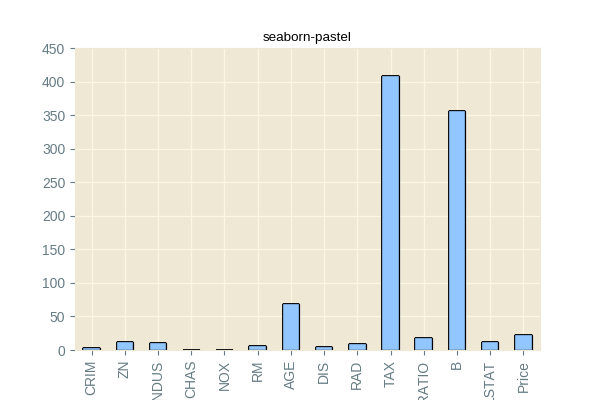 seaborn-pastel
450
400
350
300
250
200
150
100
50
0
CRIM
ZN
NDUS
CHAS
NOX
RM
AGE
DIS
RAD
TAX
RATIO
B
STAT
Price